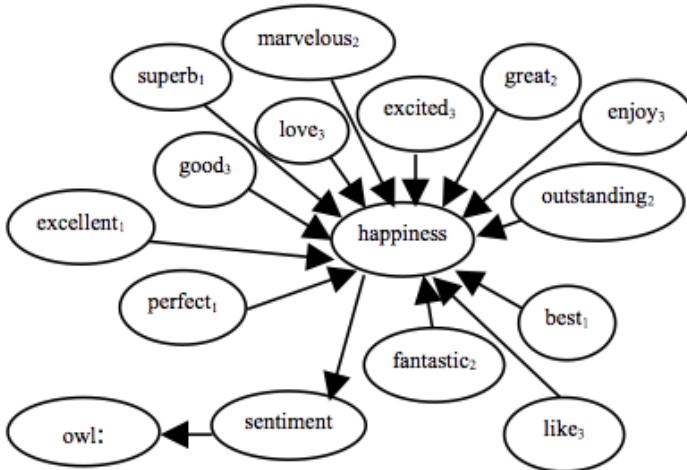 marvelous₂
superb₁
great₂
excited₃
enjoy₃
love₃
good₃
outstanding₂
excellent₁
happiness
perfect₁
best₁
fantastic₂
sentiment
like₃
owl: